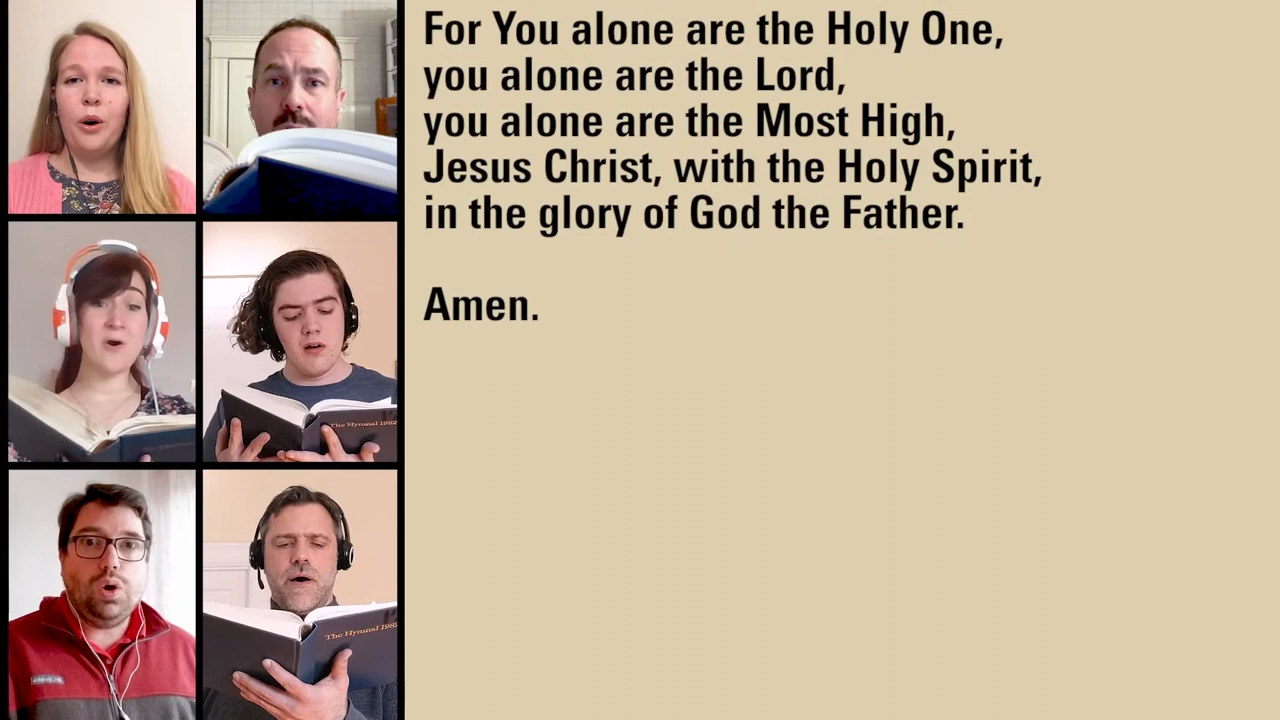 For You alone are the Holy One,
you alone are the Lord,
you alone are the Most High,
Jesus Christ, with the Holy Spirit,
in the glory of God the Father.
Amen.
The Hymnal 1982
The Hymnal 1982